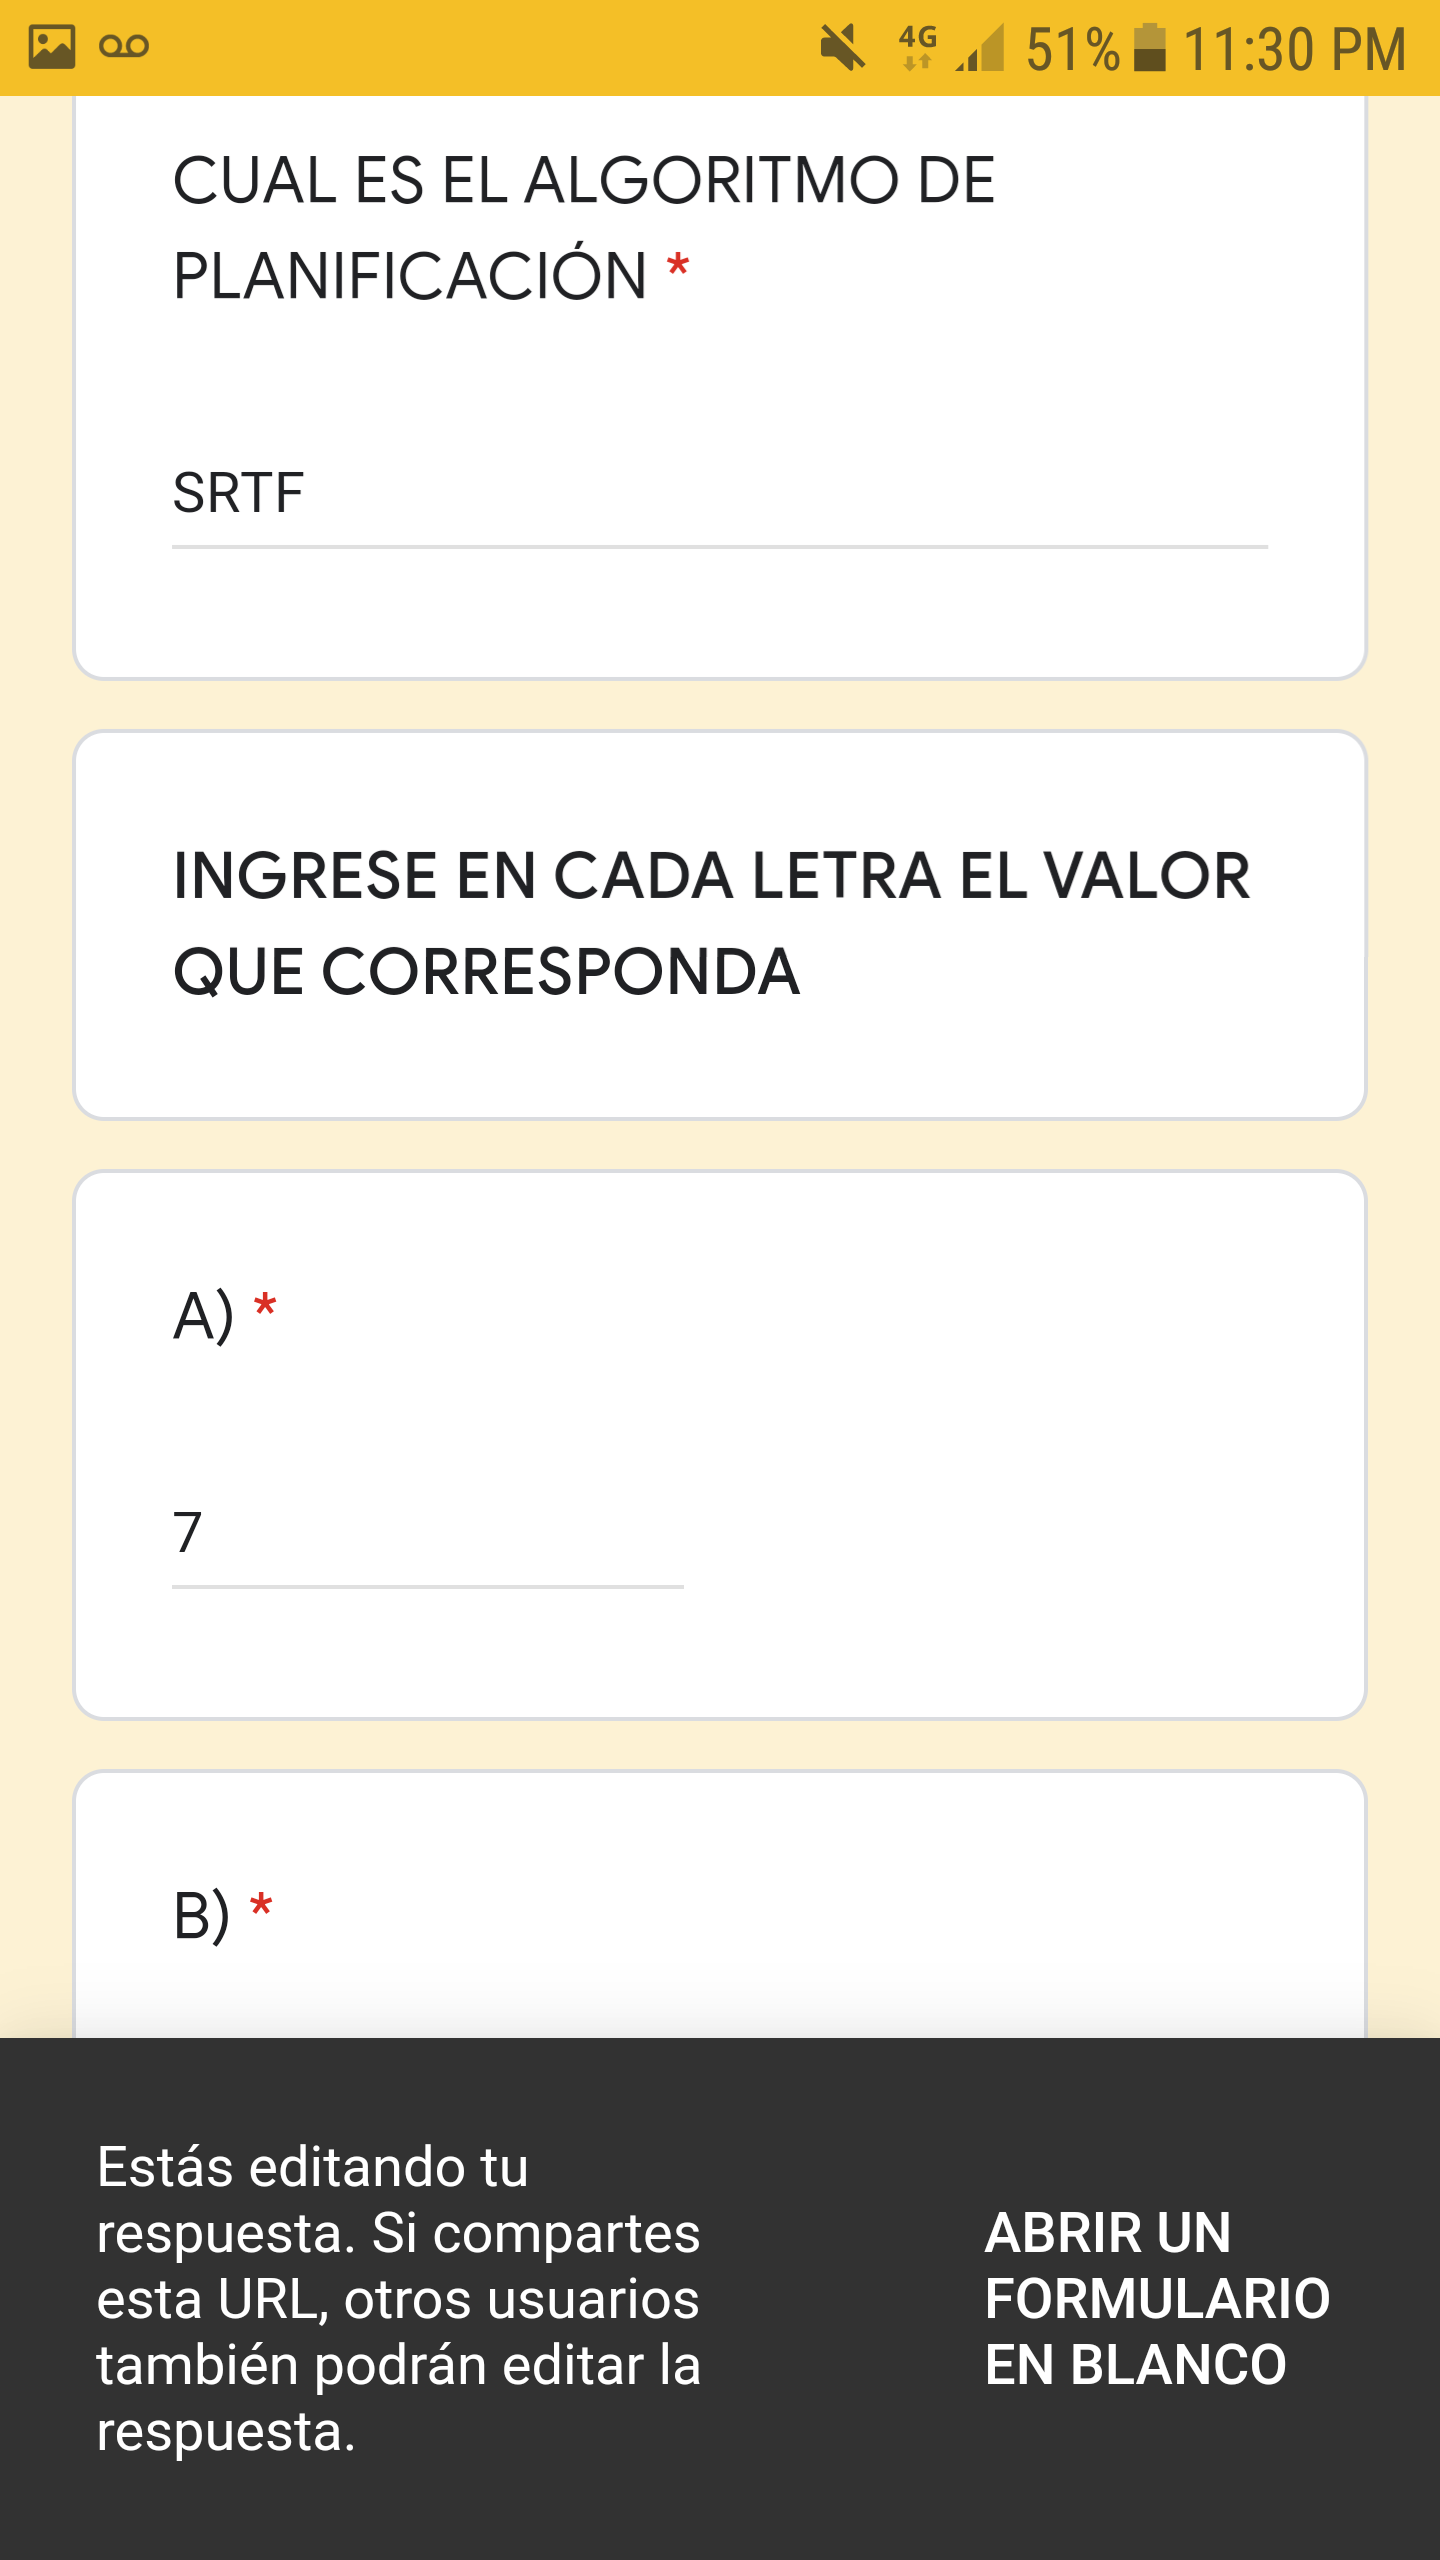 4G 51% 11:30 PM
CUAL ES EL ALGORITMO DE
PLANIFICACIÓN *
SRTF
INGRESE EN CADA LETRA EL VALOR
QUE CORRESPONDA
A) *
7
B) *
Estás editando tu
respuesta. Si compartes
esta URL, otros usuarios
también podrán editar la
respuesta.
ABRIR UN
FORMULARIO
EN BLANCO